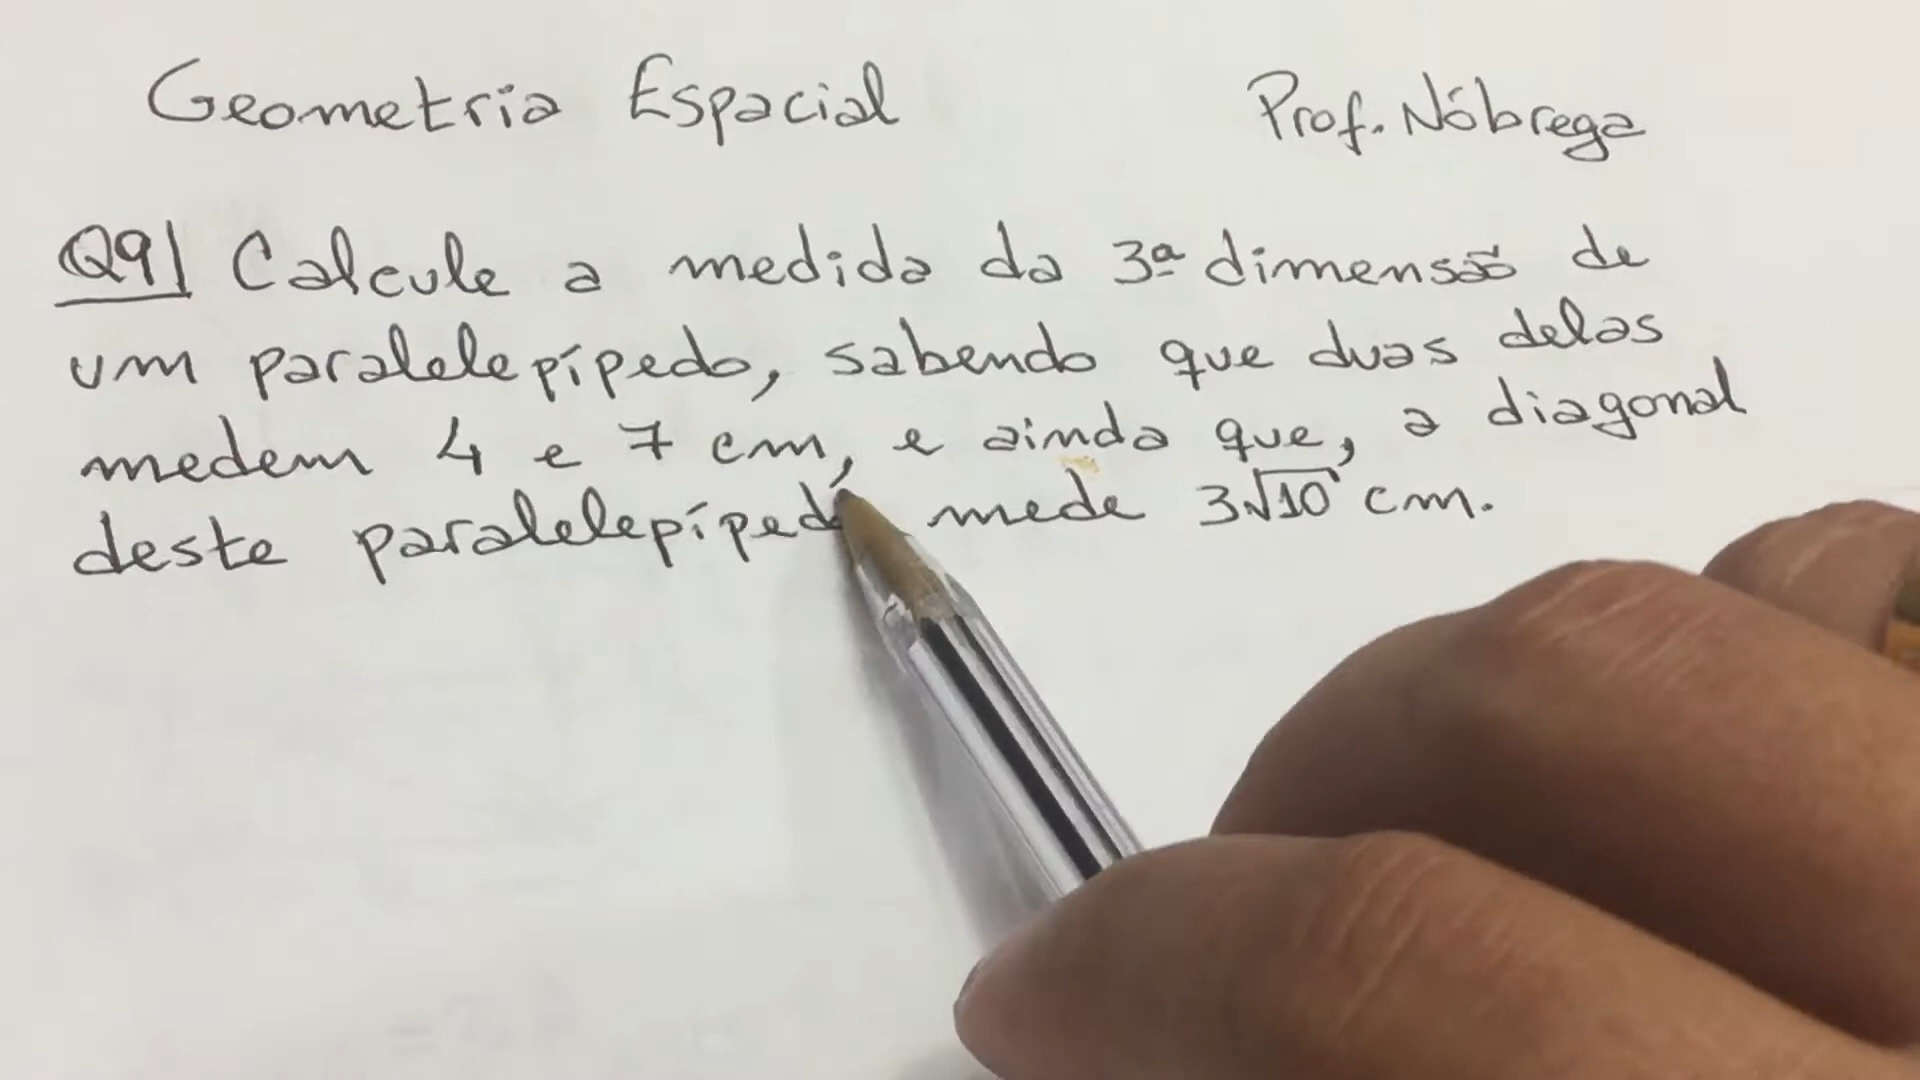 Geometria Espacial
Prof. Nóbrega
Q9| Calcule a medida da 3ª dimensão de
um paralelepípedo, sabendo que duas delas
medem 4 e 7 cm, e ainda que, a diagonal
deste paralelepípedo mede 3√10 cm.